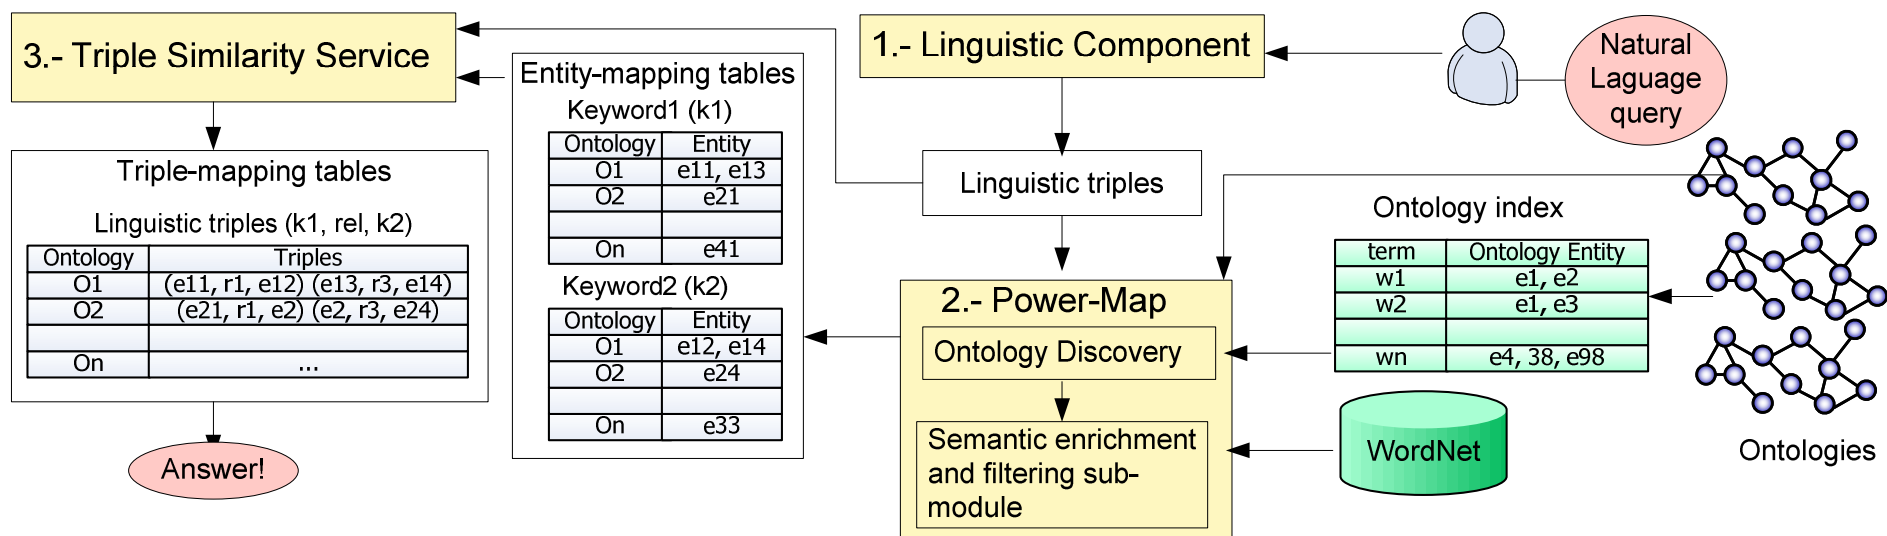 3.- Triple Similarity Service
Triple-mapping tables
Linguistic triples (k1, rel, k2)
Ontology Triples
O1 (e11, r1, e12) (e13, r3, e14)
O2 (e21, r1, e2) (e2, r3, e24)
On ...
Answer!
Entity-mapping tables
Keyword1 (k1)
Ontology Entity
O1 e11, e13
O2 e21
On e41
Keyword2 (k2)
Ontology Entity
O1 e12, e14
O2 e24
On e33
1.- Linguistic Component
Linguistic triples
2.- Power-Map
Ontology Discovery
Semantic enrichment
and filtering sub-
module
Natural
Laguage
query
Ontology index
term Ontology Entity
w1 e1, e2
w2 e1, e3
wn e4, 38, e98
WordNet
Ontologies